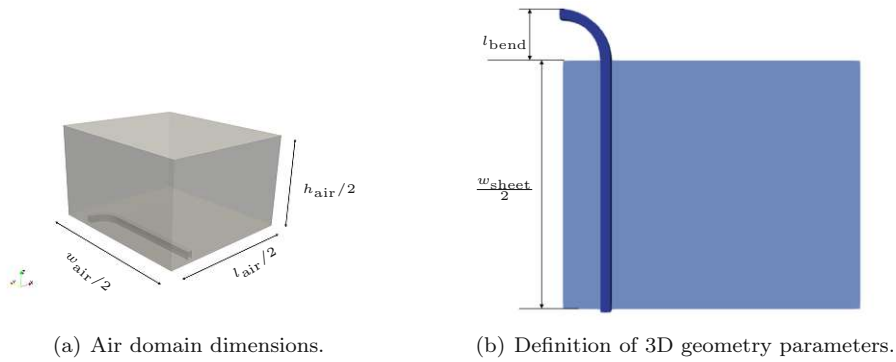 l_bend
w_sheet
2
h_air/2
w_air/2
l_air/2
(a) Air domain dimensions.
(b) Definition of 3D geometry parameters.